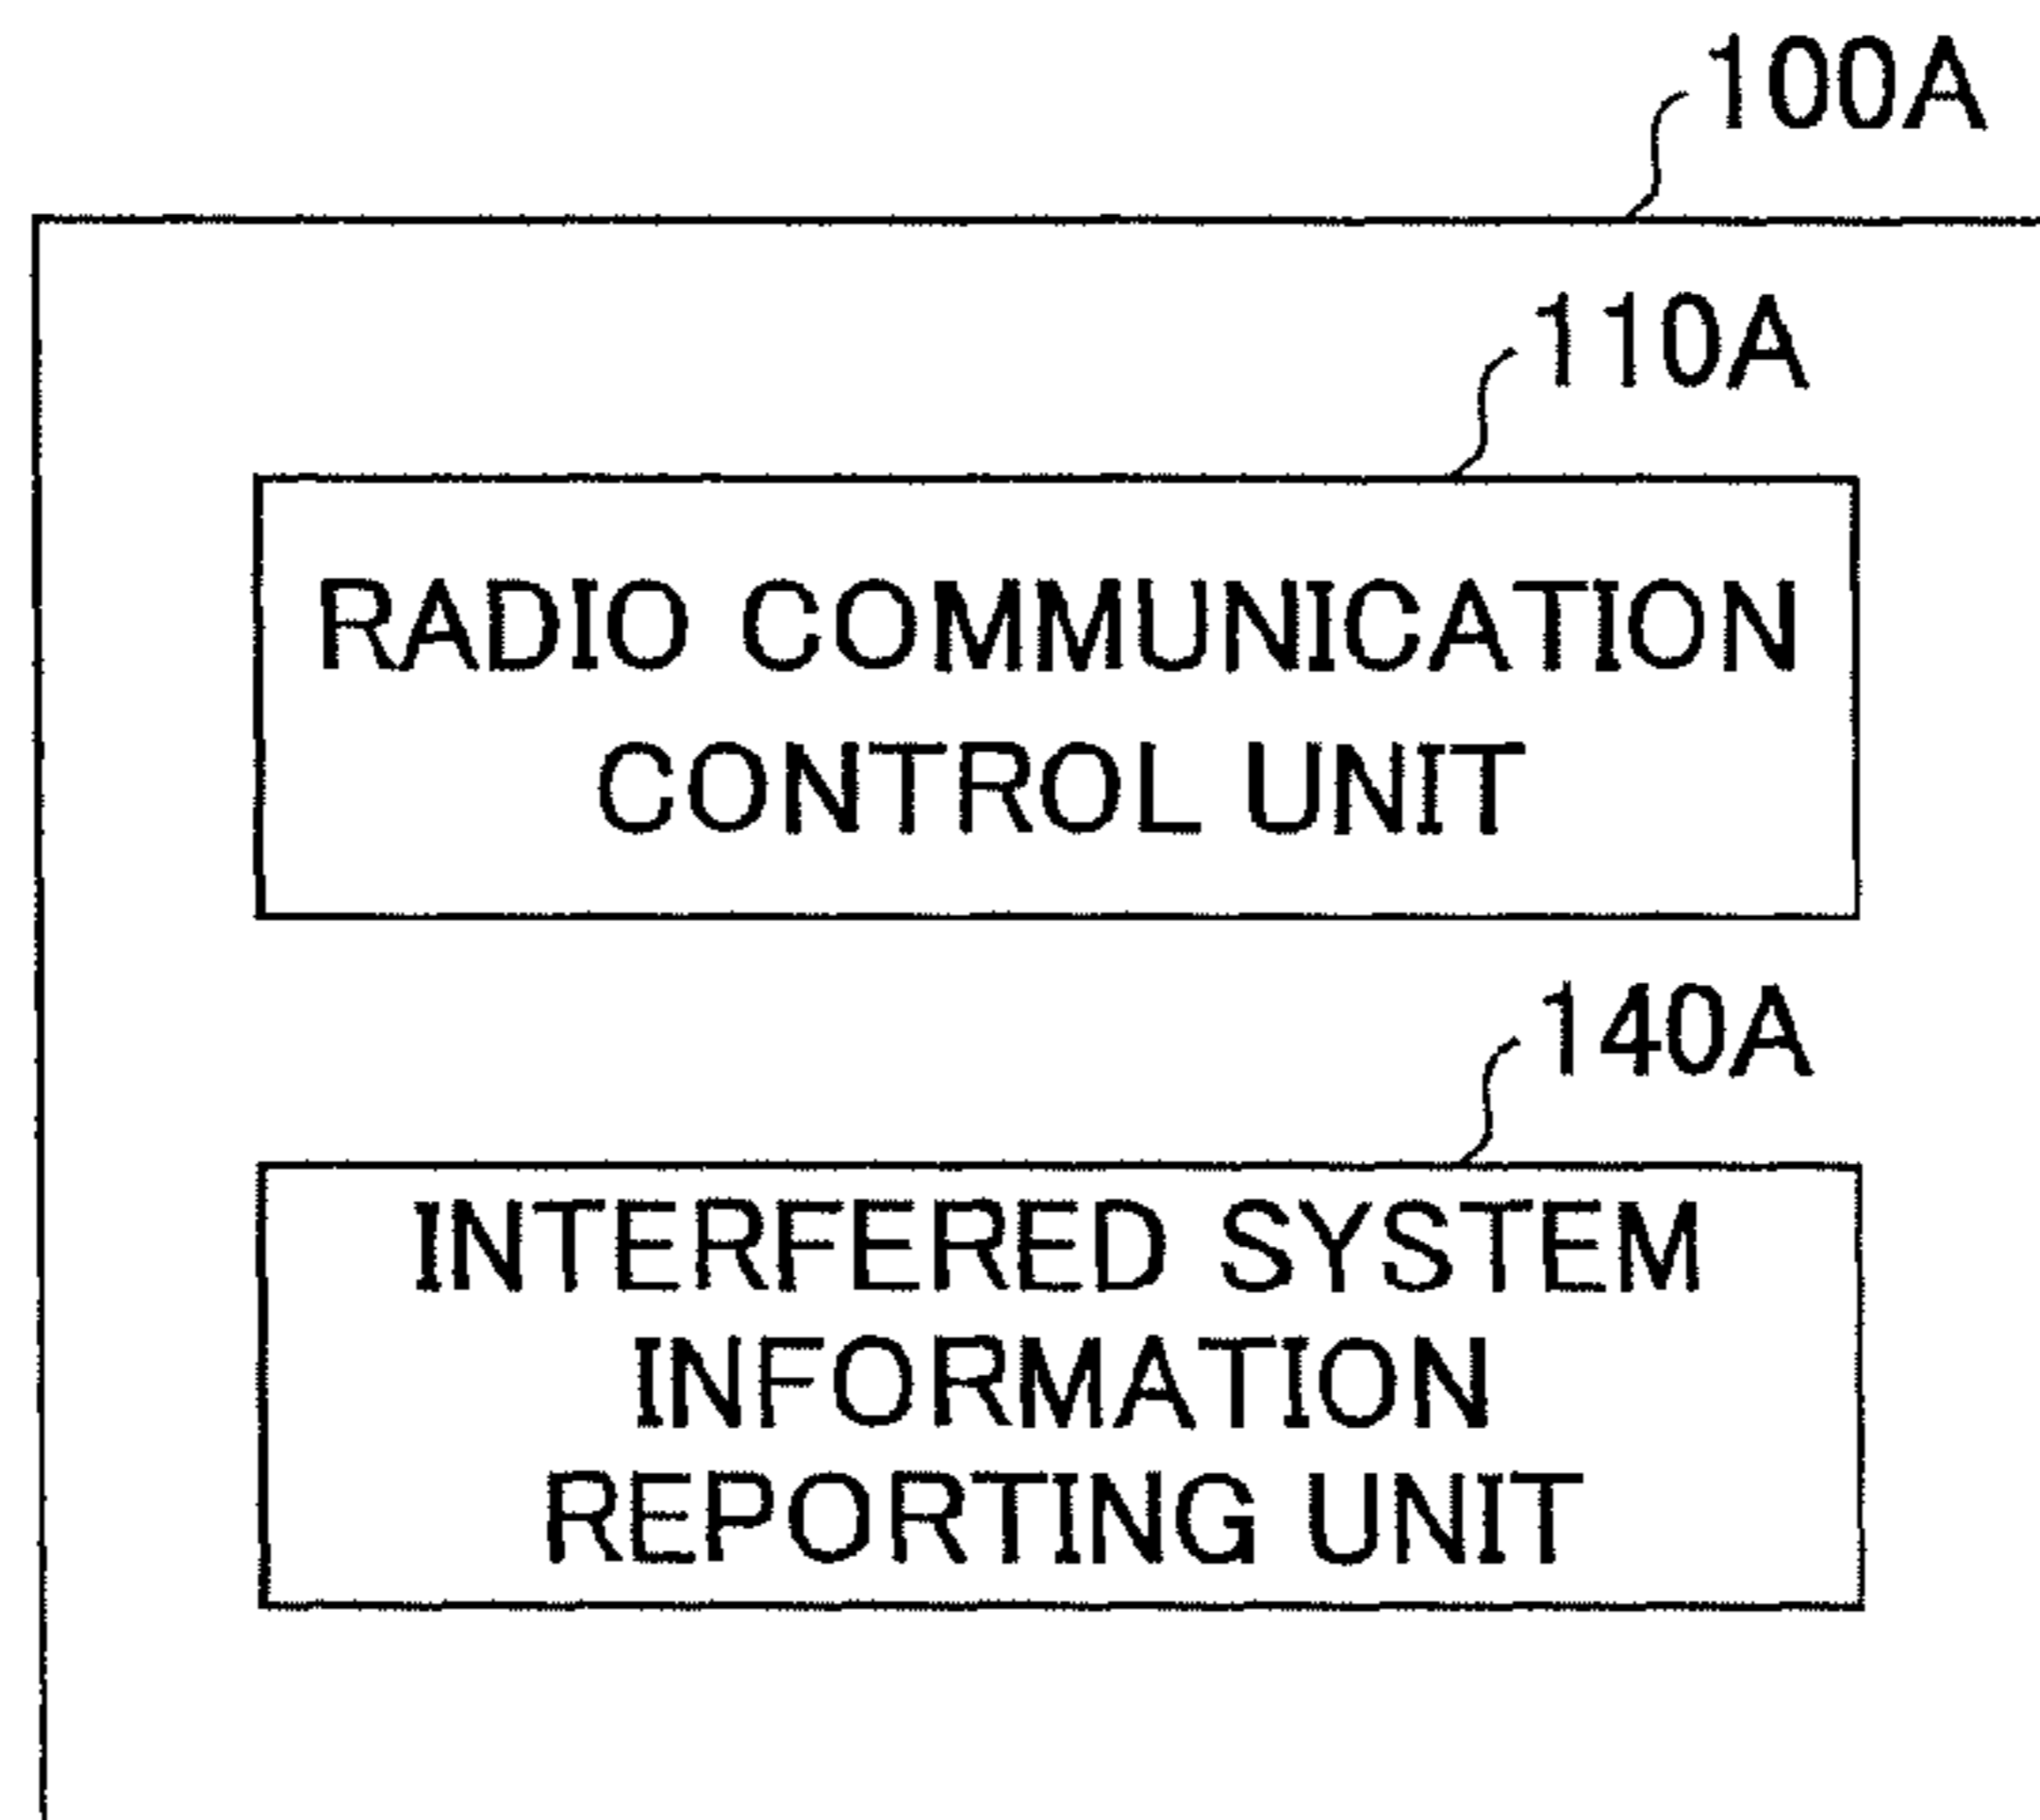 100A
110A
RADIO COMMUNICATION
CONTROL UNIT
140A
INTERFERED SYSTEM
INFORMATION
REPORTING UNIT